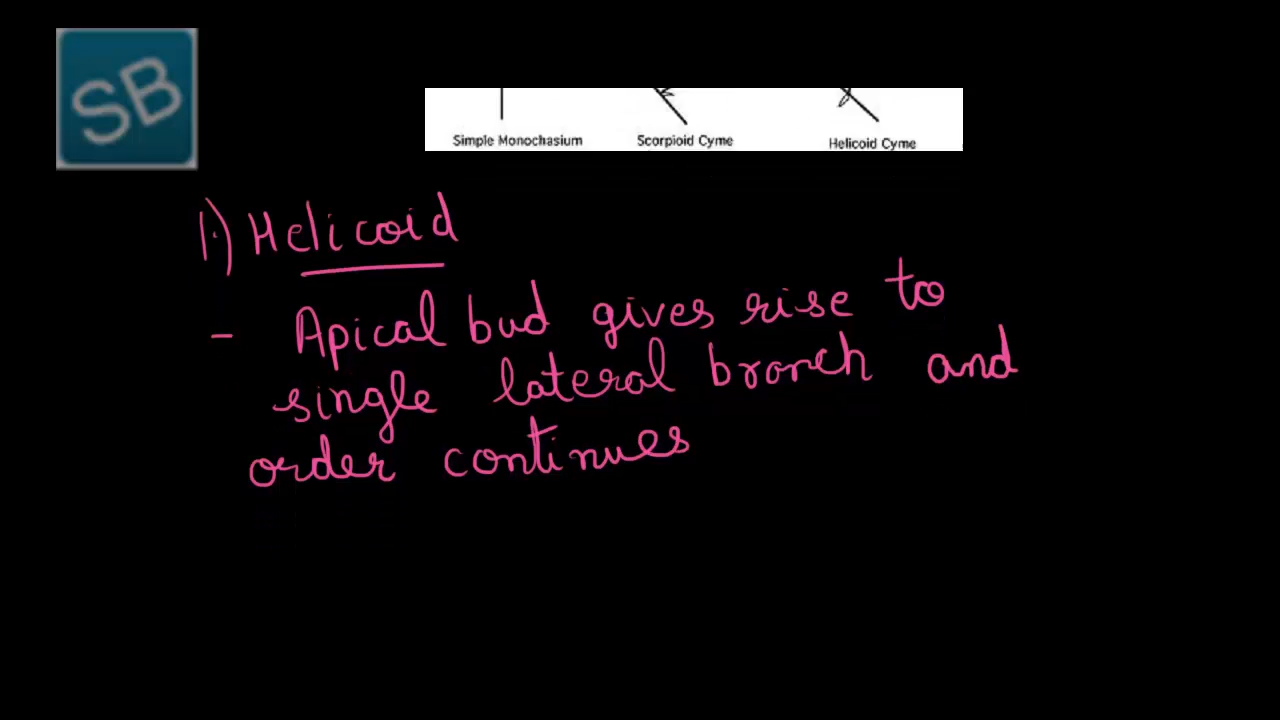 SB
Simple Monochasium Scorpioid Cyme Helicoid Cyme
1) Helicoid
- Apical bud gives rise to
single lateral branch and
order continues